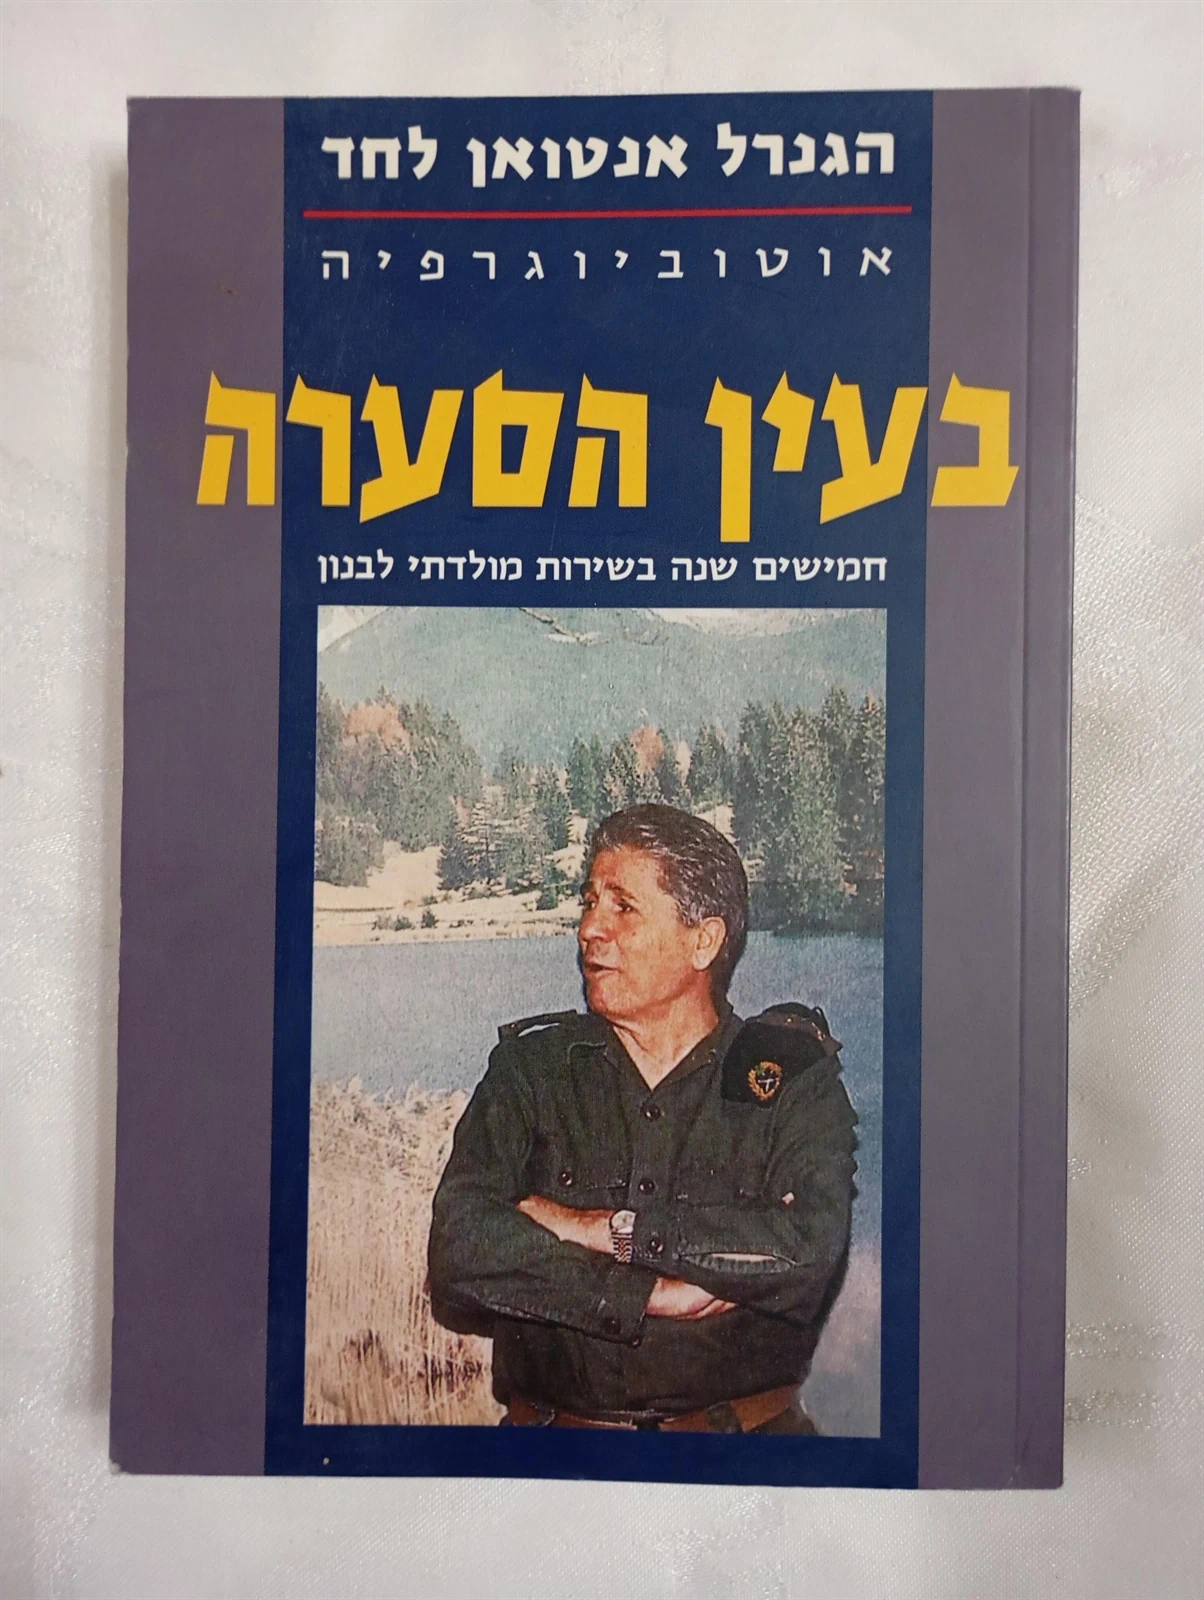 הגנרל אנטואן לחד
אוטוביוגרפיה
בעין הסערה
חמישים שנה בשירות מולדתי לבנון